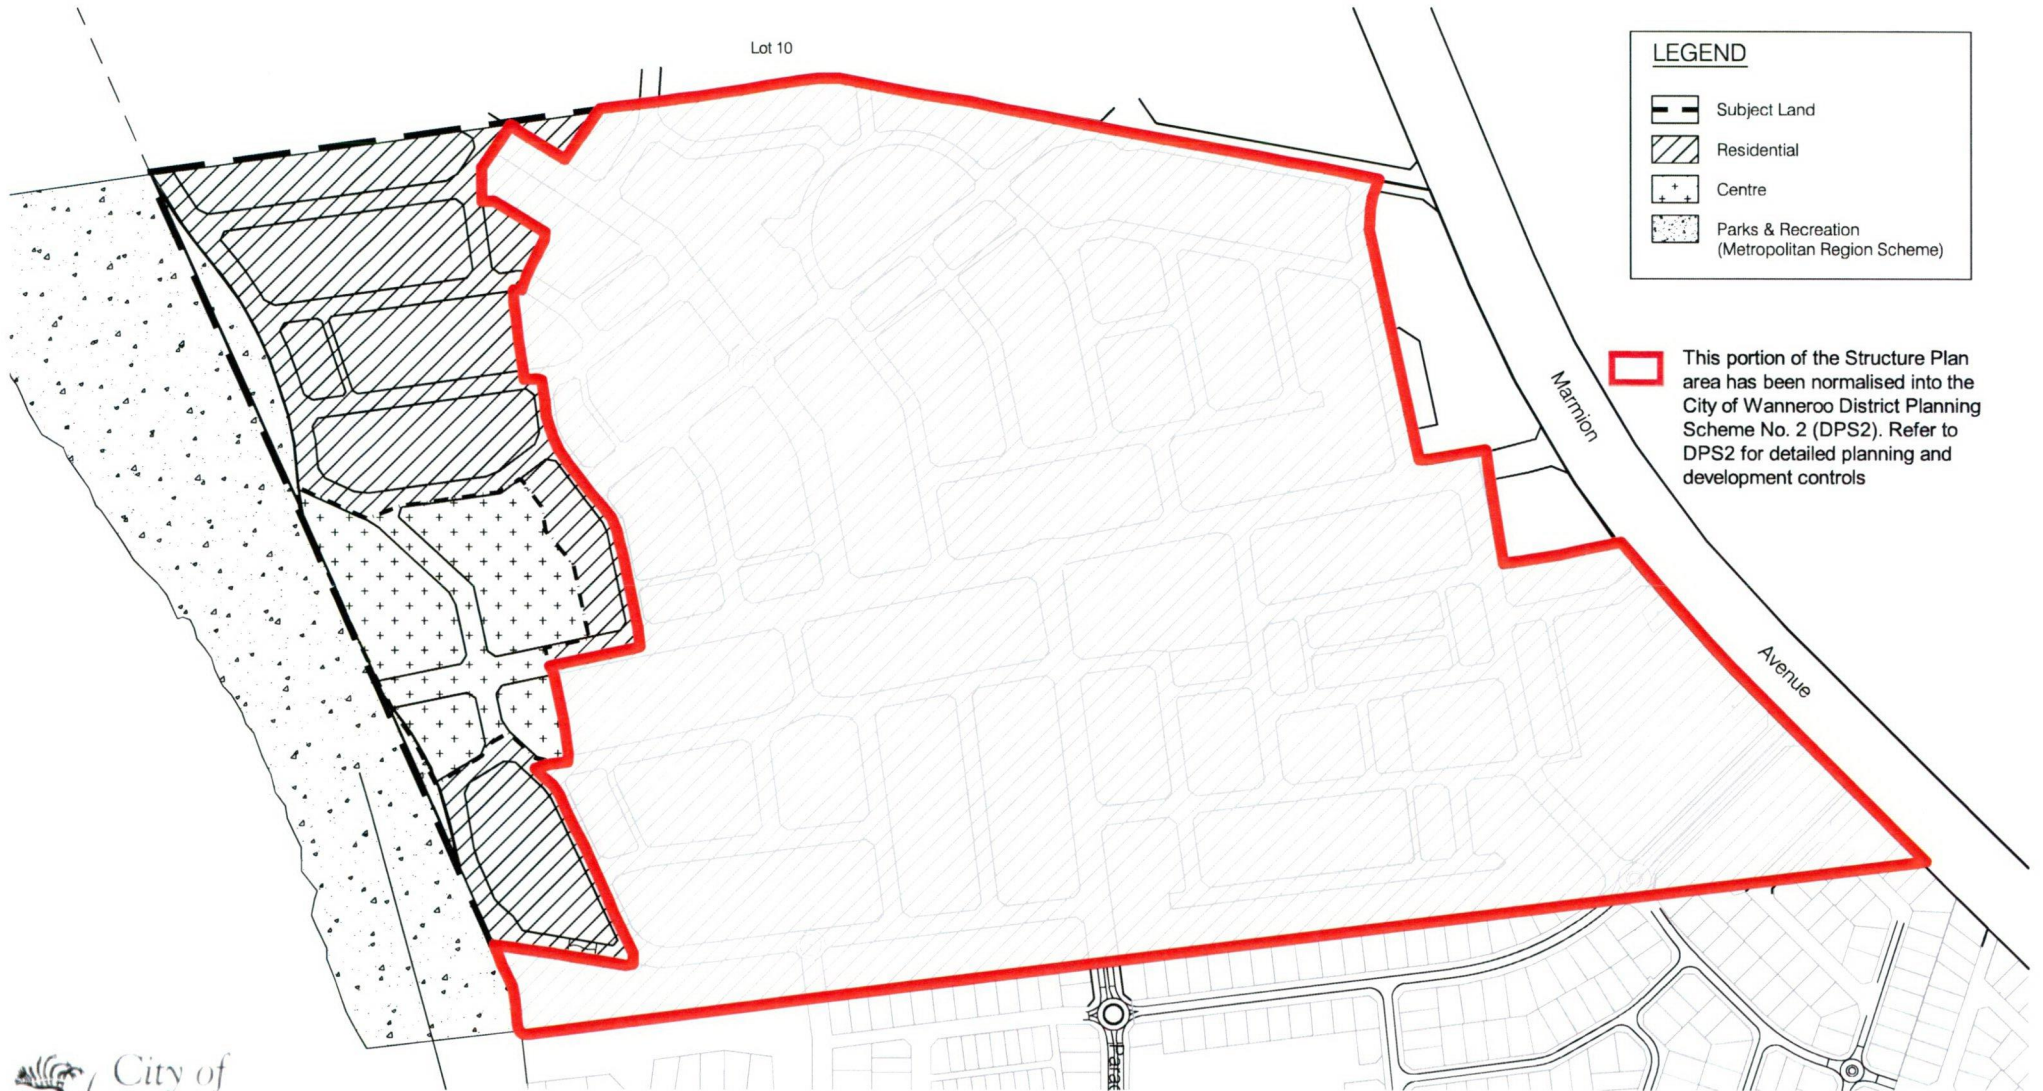 Lot 10
LEGEND
Subject Land
Residential
Centre
Parks & Recreation
(Metropolitan Region Scheme)
This portion of the Structure Plan
area has been normalised into the
City of Wanneroo District Planning
Scheme No. 2 (DPS2). Refer to
DPS2 for detailed planning and
development controls
Marmion
Avenue
City of